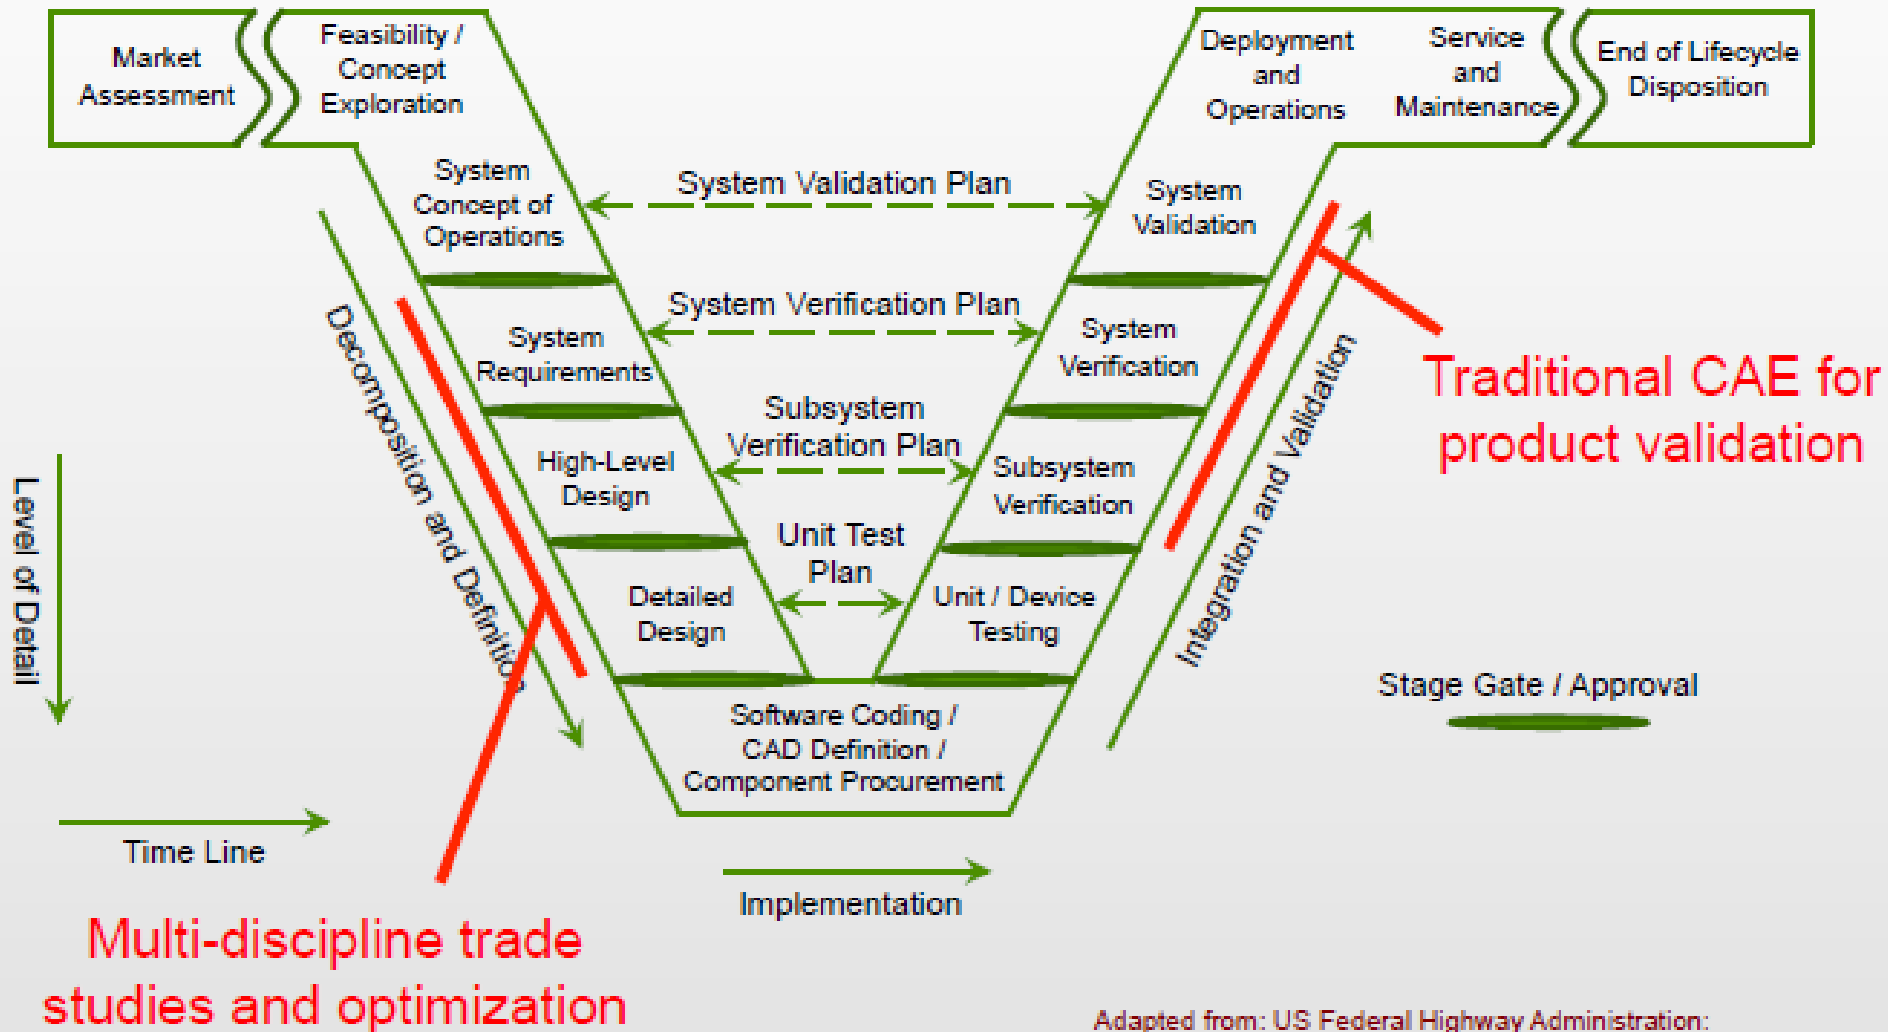 Market
Assessment
Feasibility /
Concept
Exploration
Deployment
and
Operations
Service
and
Maintenance
End of Lifecycle
Disposition
System
Concept of
Operations
System Validation Plan
System
Validation
System Verification Plan
System
Requirements
System
Verification
Traditional CAE for
product validation
Decomposition and Definition
Integration and Validation
Subsystem
Verification Plan
High-Level
Design
Subsystem
Verification
Level of Detail
Unit Test
Plan
Detailed
Design
Unit / Device
Testing
Stage Gate / Approval
Software Coding /
CAD Definition /
Component Procurement
Time Line
Implementation
Multi-discipline trade
studies and optimization
Adapted from: US Federal Highway Administration: